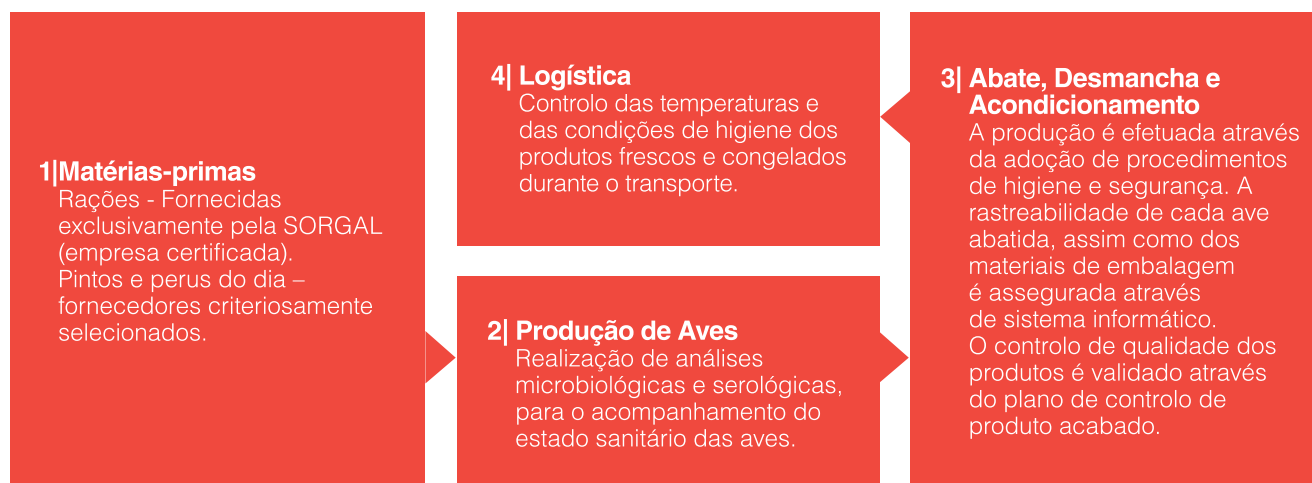 1|Matérias-primas
Rações - Fornecidas
exclusivamente pela SORGAL
(empresa certificada).
Pintos e perus do dia –
fornecedores criteriosamente
selecionados.
2| Produção de Aves
Realização de análises
microbiológicas e serológicas,
para o acompanhamento do
estado sanitário das aves.
3| Abate, Desmancha e
Acondicionamento
A produção é efetuada através
da adoção de procedimentos
de higiene e segurança. A
rastreabilidade de cada ave
abatida, assim como dos
materiais de embalagem
é assegurada através
de sistema informático.
O controlo de qualidade dos
produtos é validado através
do plano de controlo de
produto acabado.
4| Logística
Controlo das temperaturas e
das condições de higiene dos
produtos frescos e congelados
durante o transporte.